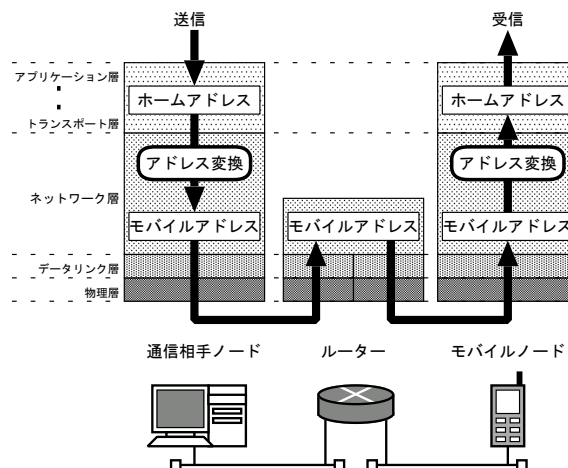 送信
受信
アプリケーション層
トランスポート層
ネットワーク層
データリンク層
物理層
ホームアドレス
アドレス変換
モバイルアドレス
モバイルアドレス
ホームアドレス
アドレス変換
モバイルアドレス
通信相手ノード
ルーター
モバイルノード